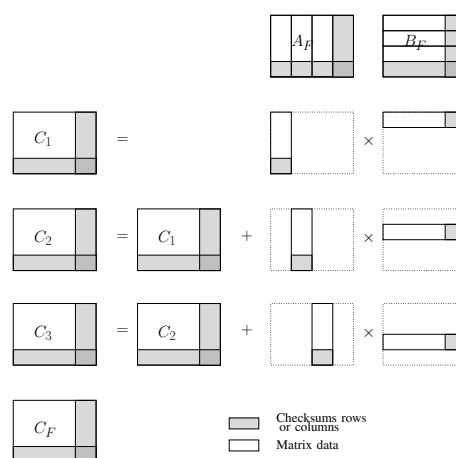 A_F B_F
C_1 = ×
C_2 = C_1 + ×
C_3 = C_2 + ×
C_F
Checksums rows
or columns
Matrix data